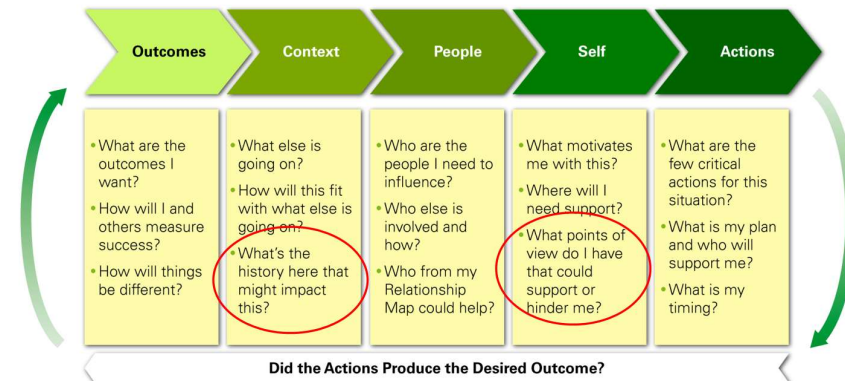 Outcomes
Context
People
Self
Actions
• What are the
outcomes I
want?
• How will I and
others measure
success?
• How will things
be different?
• What else is
going on?
• How will this fit
with what else is
going on?
• What's the
history here that
might impact
this?
• Who are the
people I need to
influence?
• Who else is
involved and
how?
• Who from my
Relationship
Map could help?
• What motivates
me with this?
• Where will I
need support?
• What points of
view do I have
that could
support or
hinder me?
• What are the
few critical
actions for this
situation?
• What is my plan
and who will
support me?
• What is my
timing?
Did the Actions Produce the Desired Outcome?